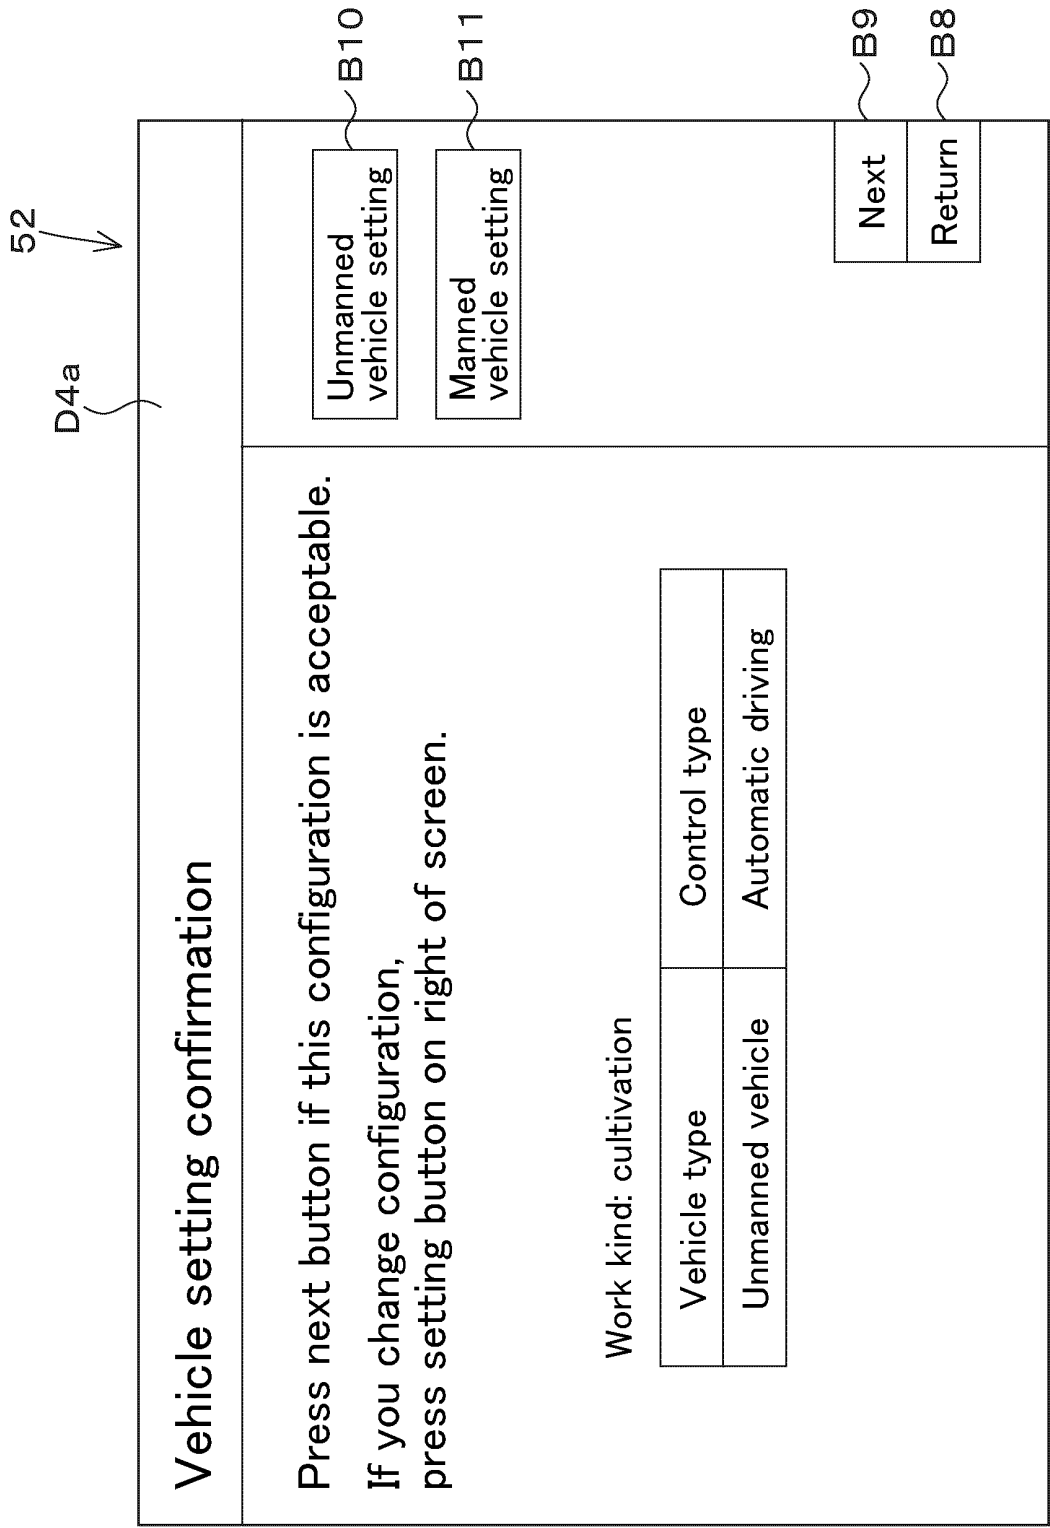 52
D4a
Vehicle setting confirmation
Press next button if this configuration is acceptable.
If you change configuration,
press setting button on right of screen.
Work kind: cultivation
Vehicle type
Control type
Unmanned vehicle
Automatic driving
Unmanned
vehicle setting
B10
Manned
vehicle setting
B11
Next
B9
Return
B8